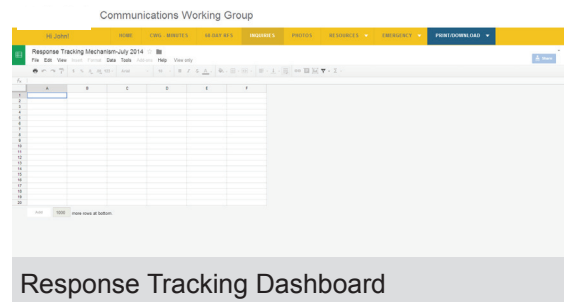 Communications Working Group
Hi John! HOME CWG - MINUTES INQUIRIES PHOTOS RESOURCES EMERGENCY PRINT/DOWNLOAD
Response Tracking Mechanism-July 2014
File Edit View Insert Format Data Tools Add-ons Help View only
Share
A B C D E F
1
2
3
4
5
6
7
8
9
10
11
12
13
14
15
16
17
18
19
20
Add 1000 more rows at bottom
Response Tracking Dashboard